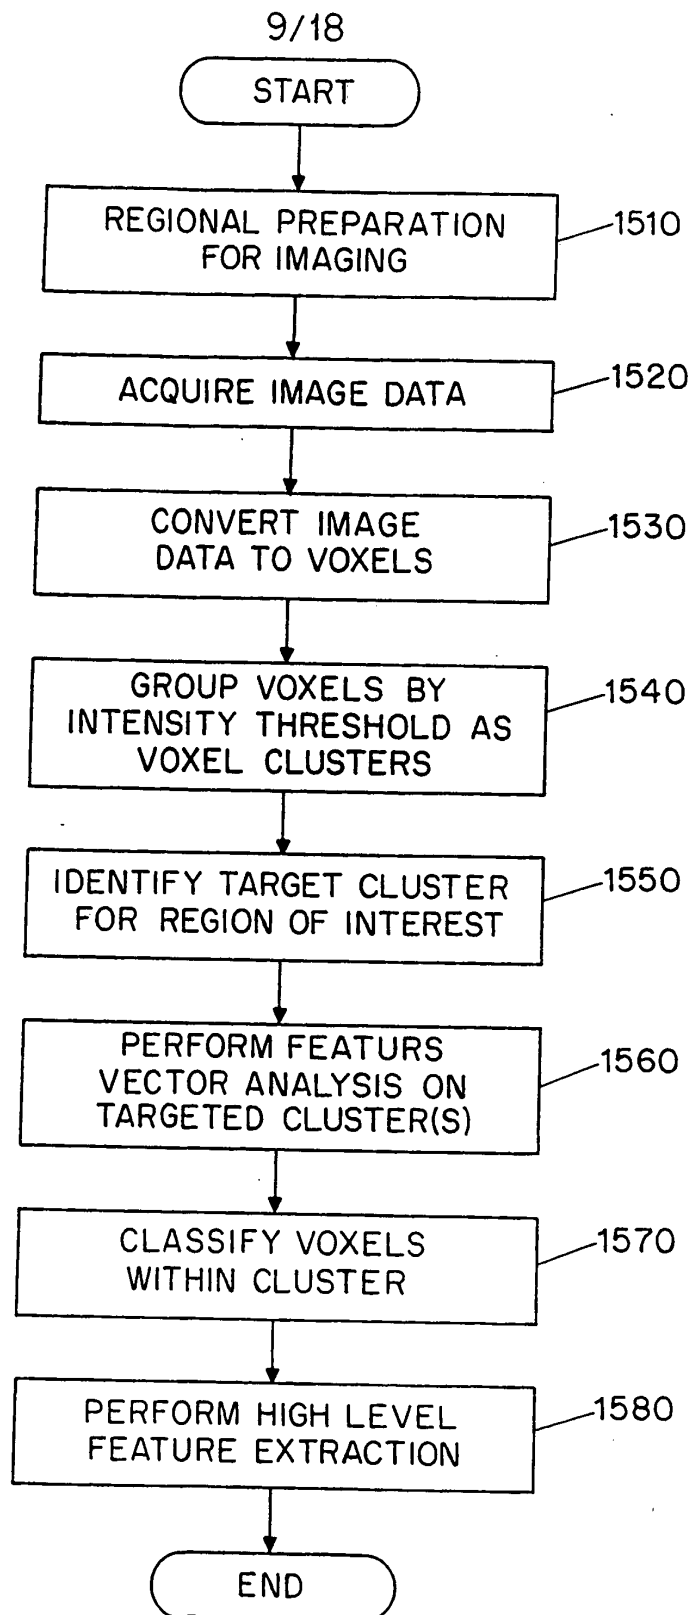 9/18
START
REGIONAL PREPARATION
FOR IMAGING
1510
ACQUIRE IMAGE DATA
1520
CONVERT IMAGE
DATA TO VOXELS
1530
GROUP VOXELS BY
INTENSITY THRESHOLD AS
VOXEL CLUSTERS
1540
IDENTIFY TARGET CLUSTER
FOR REGION OF INTEREST
1550
PERFORM FEATURS
VECTOR ANALYSIS ON
TARGETED CLUSTER(S)
1560
CLASSIFY VOXELS
WITHIN CLUSTER
1570
PERFORM HIGH LEVEL
FEATURE EXTRACTION
1580
END